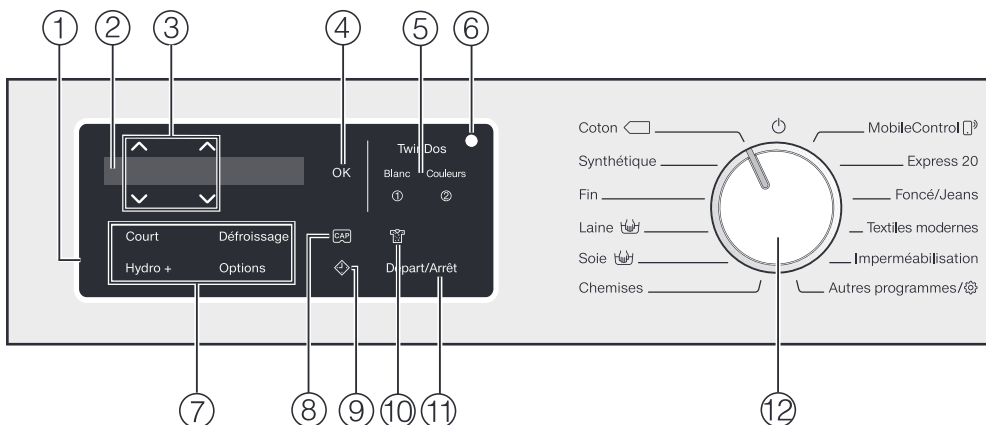 ① ② ③ ④ ⑤ ⑥
TwinDos
OK
Blanc Couleurs
① ②
Court Défroissage
CAP
Hydro + Options
Départ/Arrêt
Coton
Synthétique
Fin
Laine
Soie
Chemises
MobileControl
Express 20
Foncé/Jeans
Textiles modernes
Imperméabilisation
Autres programmes/
⑦ ⑧ ⑨ ⑩ ⑪ ⑫